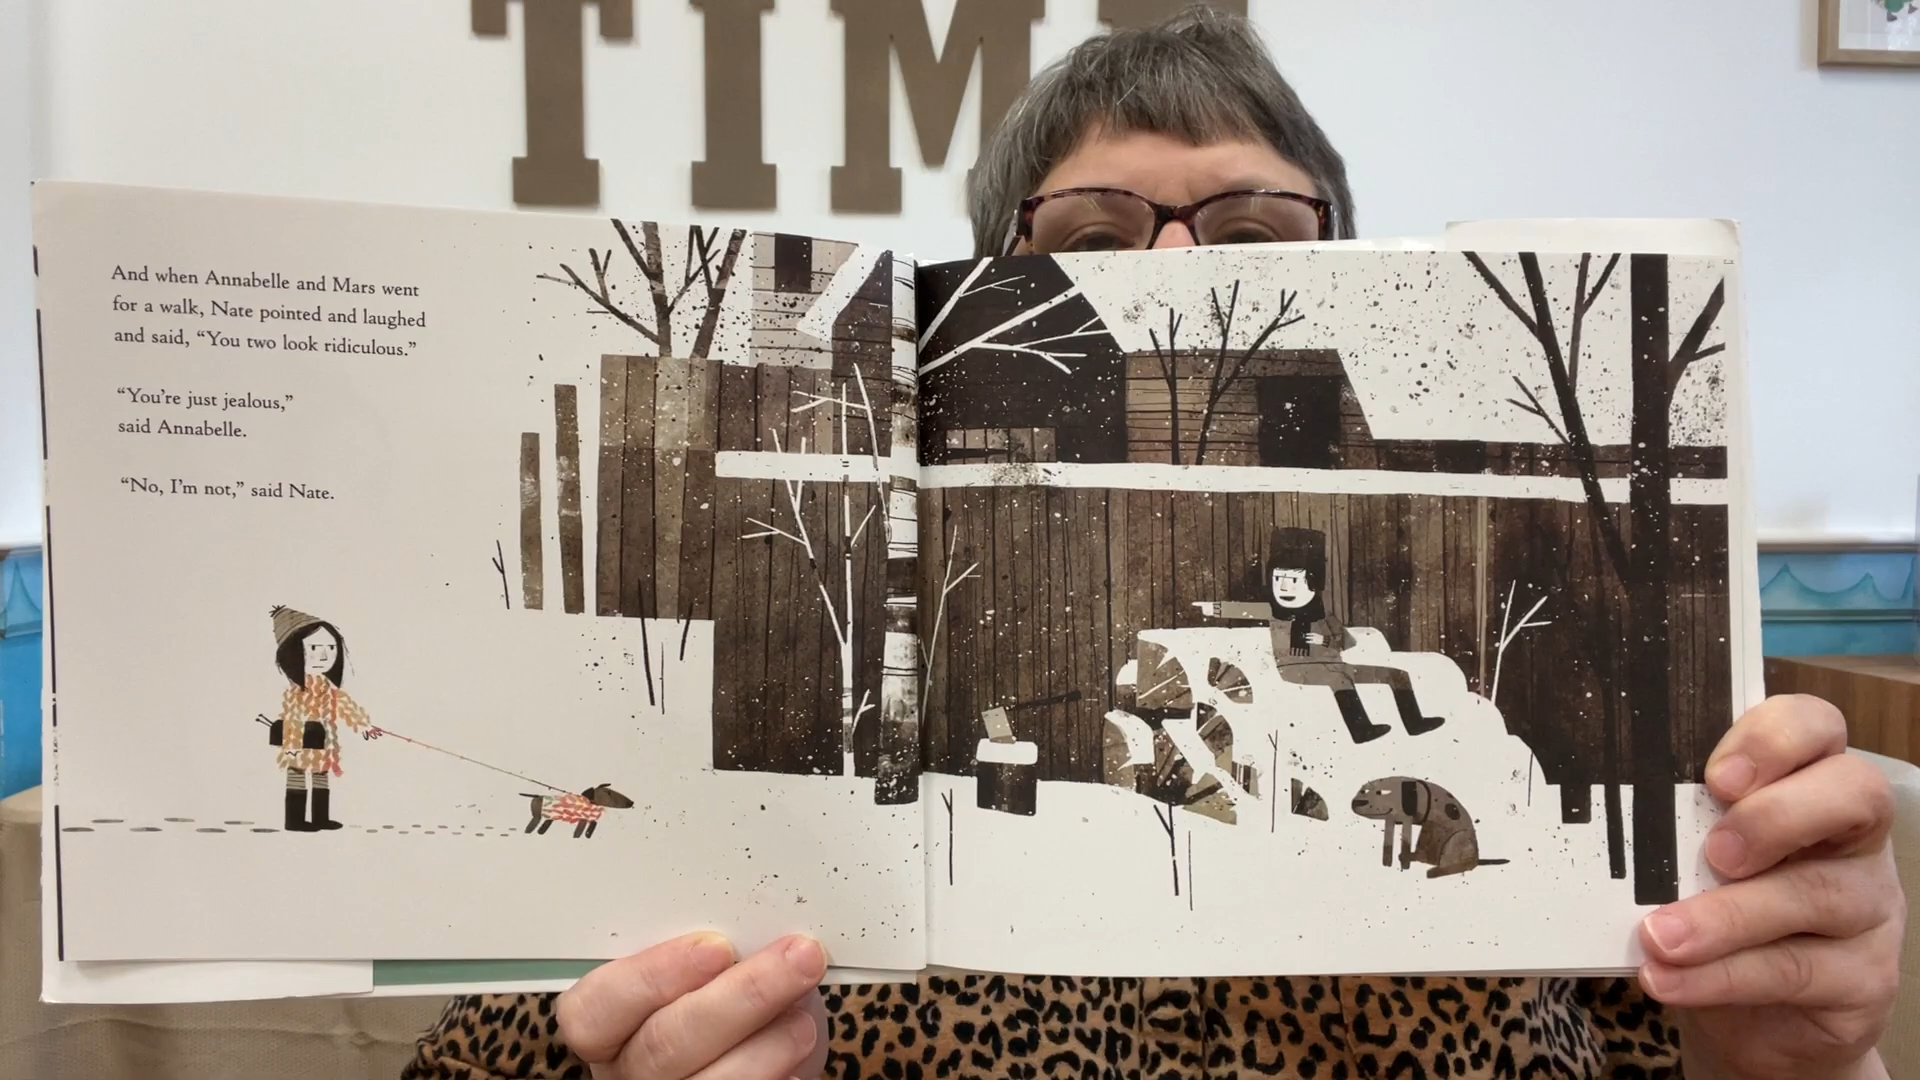 TIM
And when Annabelle and Mars went
for a walk, Nate pointed and laughed
and said, “You two look ridiculous.”
“You're just jealous,”
said Annabelle.
“No, I'm not,” said Nate.